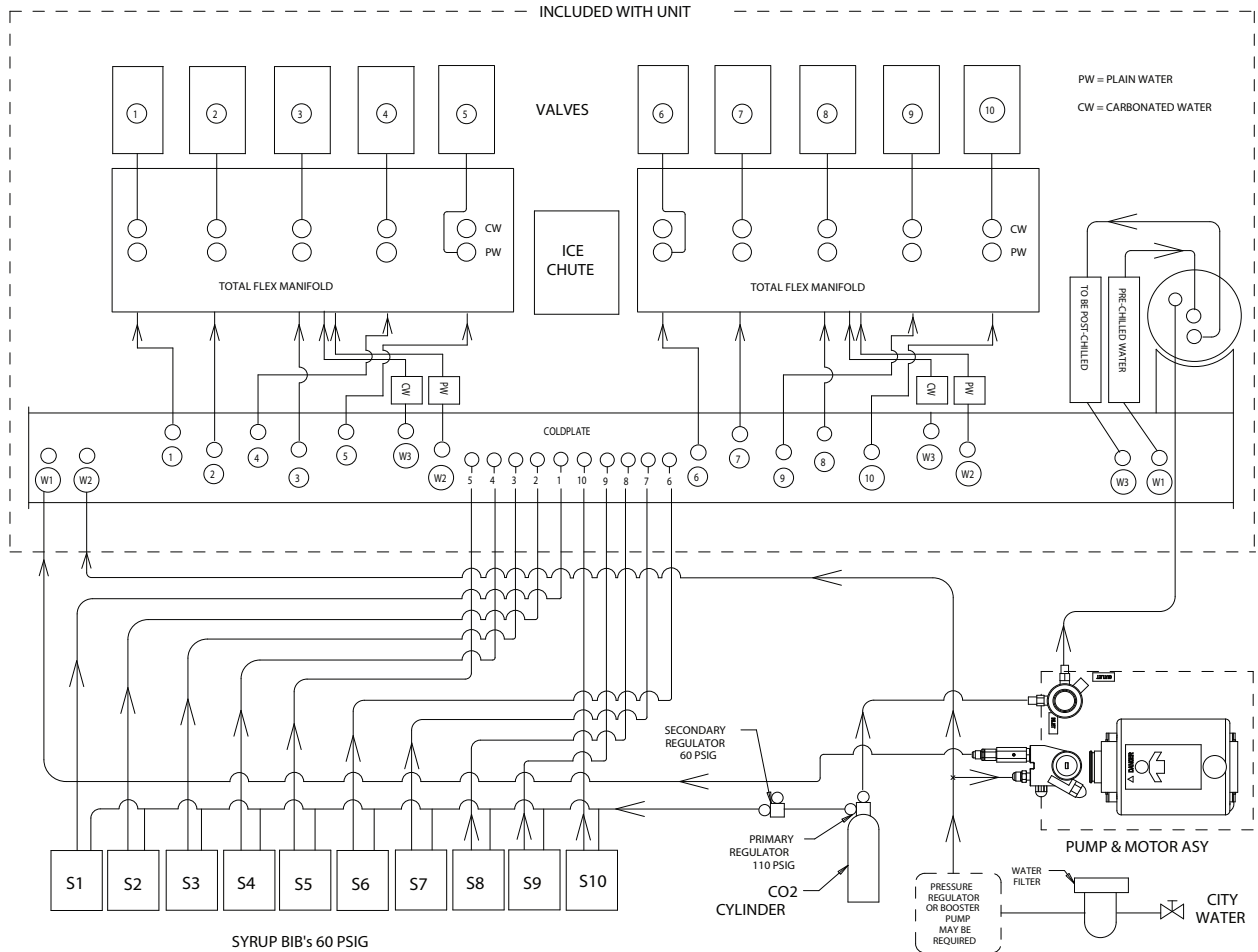 INCLUDED WITH UNIT
1
2
3
4
5
VALVES
6
7
8
9
10
PW = PLAIN WATER
CW = CARBONATED WATER
CW
PW
TOTAL FLEX MANIFOLD
ICE
CHUTE
CW
PW
TOTAL FLEX MANIFOLD
TO BE POST-CHILLED
PRE-CHILLED WATER
CW
PW
CW
PW
COLDPLATE
W1
W2
1
2
4
3
5
W3
W2
5
4
3
2
1
10
9
8
7
6
6
7
9
8
10
W3
W2
W3
W1
OUTLET
INLET
DANGER
SECONDARY
REGULATOR
60 PSIG
PRIMARY
REGULATOR
110 PSIG
CO2
CYLINDER
PUMP & MOTOR ASY
WATER
FILTER
PRESSURE
REGULATOR
OR BOOSTER
PUMP
MAY BE
REQUIRED
CITY
WATER
S1
S2
S3
S4
S5
S6
S7
S8
S9
S10
SYRUP BIB's 60 PSIG